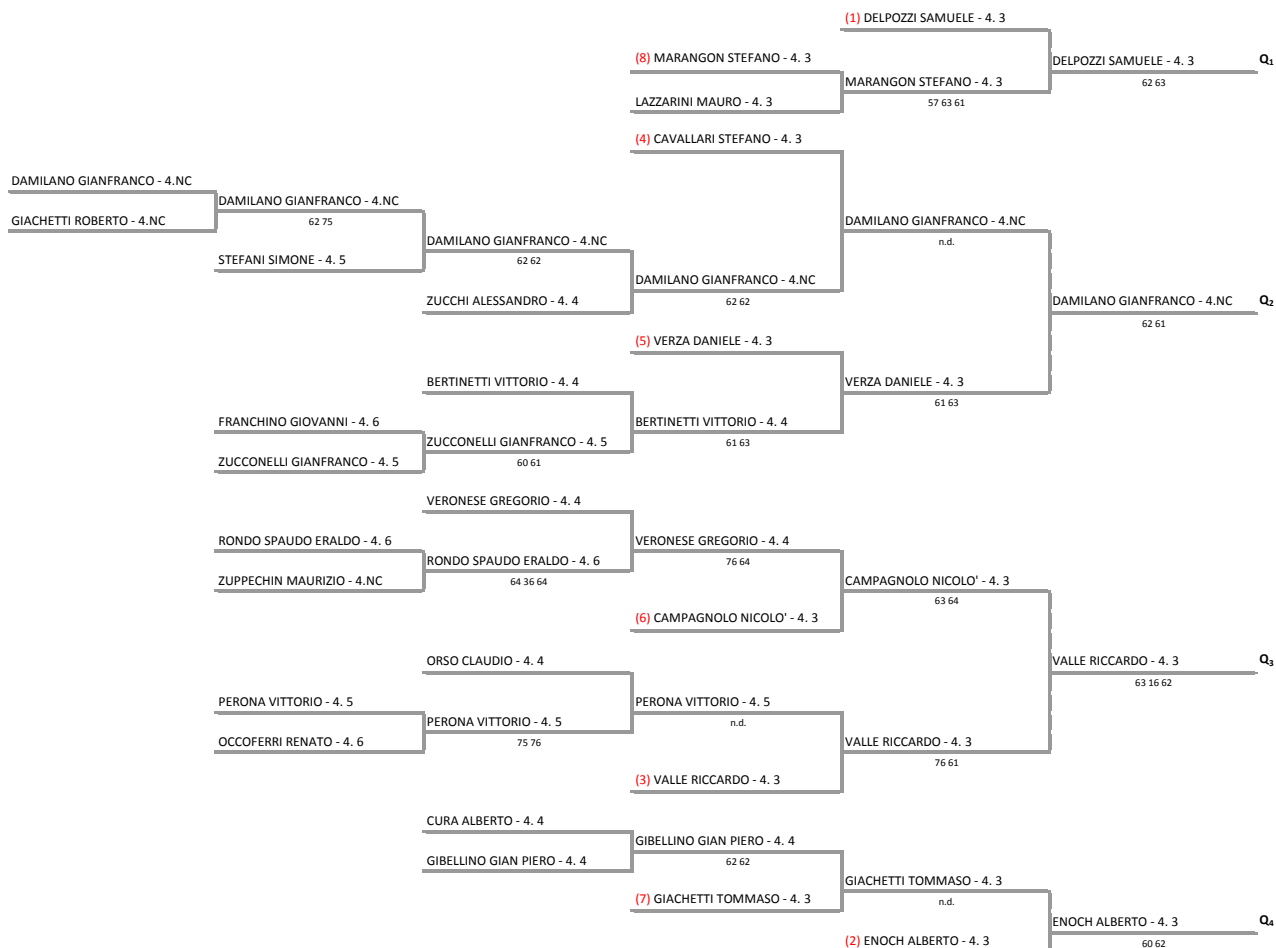 (1) DELPOZZI SAMUELE - 4. 3
(8) MARANGON STEFANO - 4. 3
DELPOZZI SAMUELE - 4. 3
Q1
62 63
MARANGON STEFANO - 4. 3
LAZZARINI MAURO - 4. 3
57 63 61
(4) CAVALLARI STEFANO - 4. 3
DAMILANO GIANFRANCO - 4.NC
DAMILANO GIANFRANCO - 4.NC
GIACHETTI ROBERTO - 4.NC
62 75
DAMILANO GIANFRANCO - 4.NC
n.d.
DAMILANO GIANFRANCO - 4.NC
STEFANI SIMONE - 4. 5
62 62
DAMILANO GIANFRANCO - 4.NC
ZUCCHI ALESSANDRO - 4. 4
62 62
DAMILANO GIANFRANCO - 4.NC
Q2
62 61
(5) VERZA DANIELE - 4. 3
BERTINETTI VITTORIO - 4. 4
VERZA DANIELE - 4. 3
61 63
FRANCHINO GIOVANNI - 4. 6
BERTINETTI VITTORIO - 4. 4
61 63
ZUCCONELLI GIANFRANCO - 4. 5
ZUCCONELLI GIANFRANCO - 4. 5
60 61
VERONESE GREGORIO - 4. 4
RONDO SPAUDO ERALDO - 4. 6
VERONESE GREGORIO - 4. 4
76 64
RONDO SPAUDO ERALDO - 4. 6
ZUPPECHIN MAURIZIO - 4.NC
64 36 64
CAMPAGNOLO NICOLO' - 4. 3
63 64
(6) CAMPAGNOLO NICOLO' - 4. 3
ORSO CLAUDIO - 4. 4
VALLE RICCARDO - 4. 3
Q3
63 16 62
PERONA VITTORIO - 4. 5
PERONA VITTORIO - 4. 5
n.d.
PERONA VITTORIO - 4. 5
OCCOFERRI RENATO - 4. 6
75 76
VALLE RICCARDO - 4. 3
76 61
(3) VALLE RICCARDO - 4. 3
CURA ALBERTO - 4. 4
GIBELLINO GIAN PIERO - 4. 4
GIBELLINO GIAN PIERO - 4. 4
62 62
GIACHETTI TOMMASO - 4. 3
n.d.
(7) GIACHETTI TOMMASO - 4. 3
ENOCH ALBERTO - 4. 3
Q4
(2) ENOCH ALBERTO - 4. 3
60 62